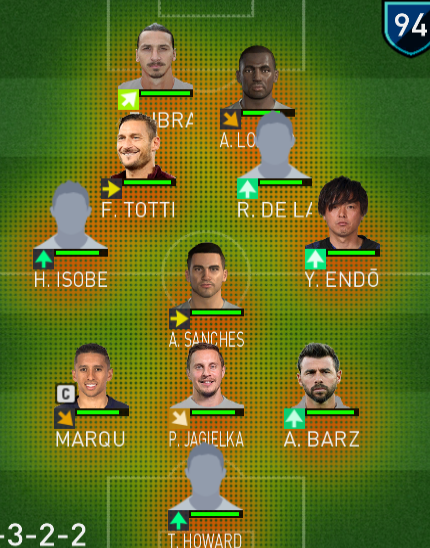 94
IBRA
A. LO
F. TOTTI
R. DE LA
H. ISOBE
Y. ENDŌ
A. SANCHES
C
MARQU
P. JAGIELKA
A. BARZ
T. HOWARD
-3-2-2